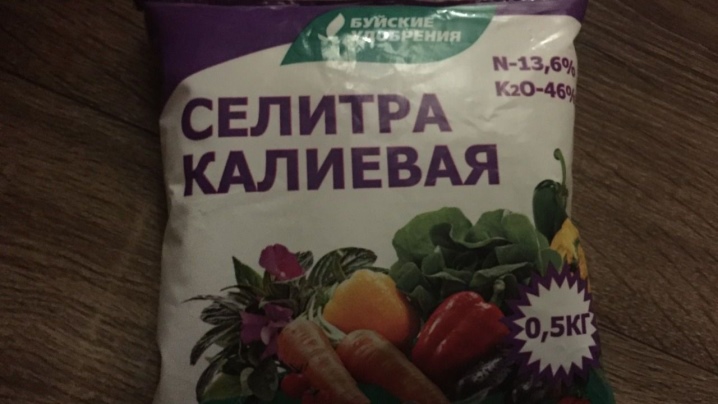 БУЙСКИЕ
УДОБРЕНИЯ
N-13,6%
K₂O-46%
СЕЛИТРА
КАЛИЕВАЯ
0,5КГ